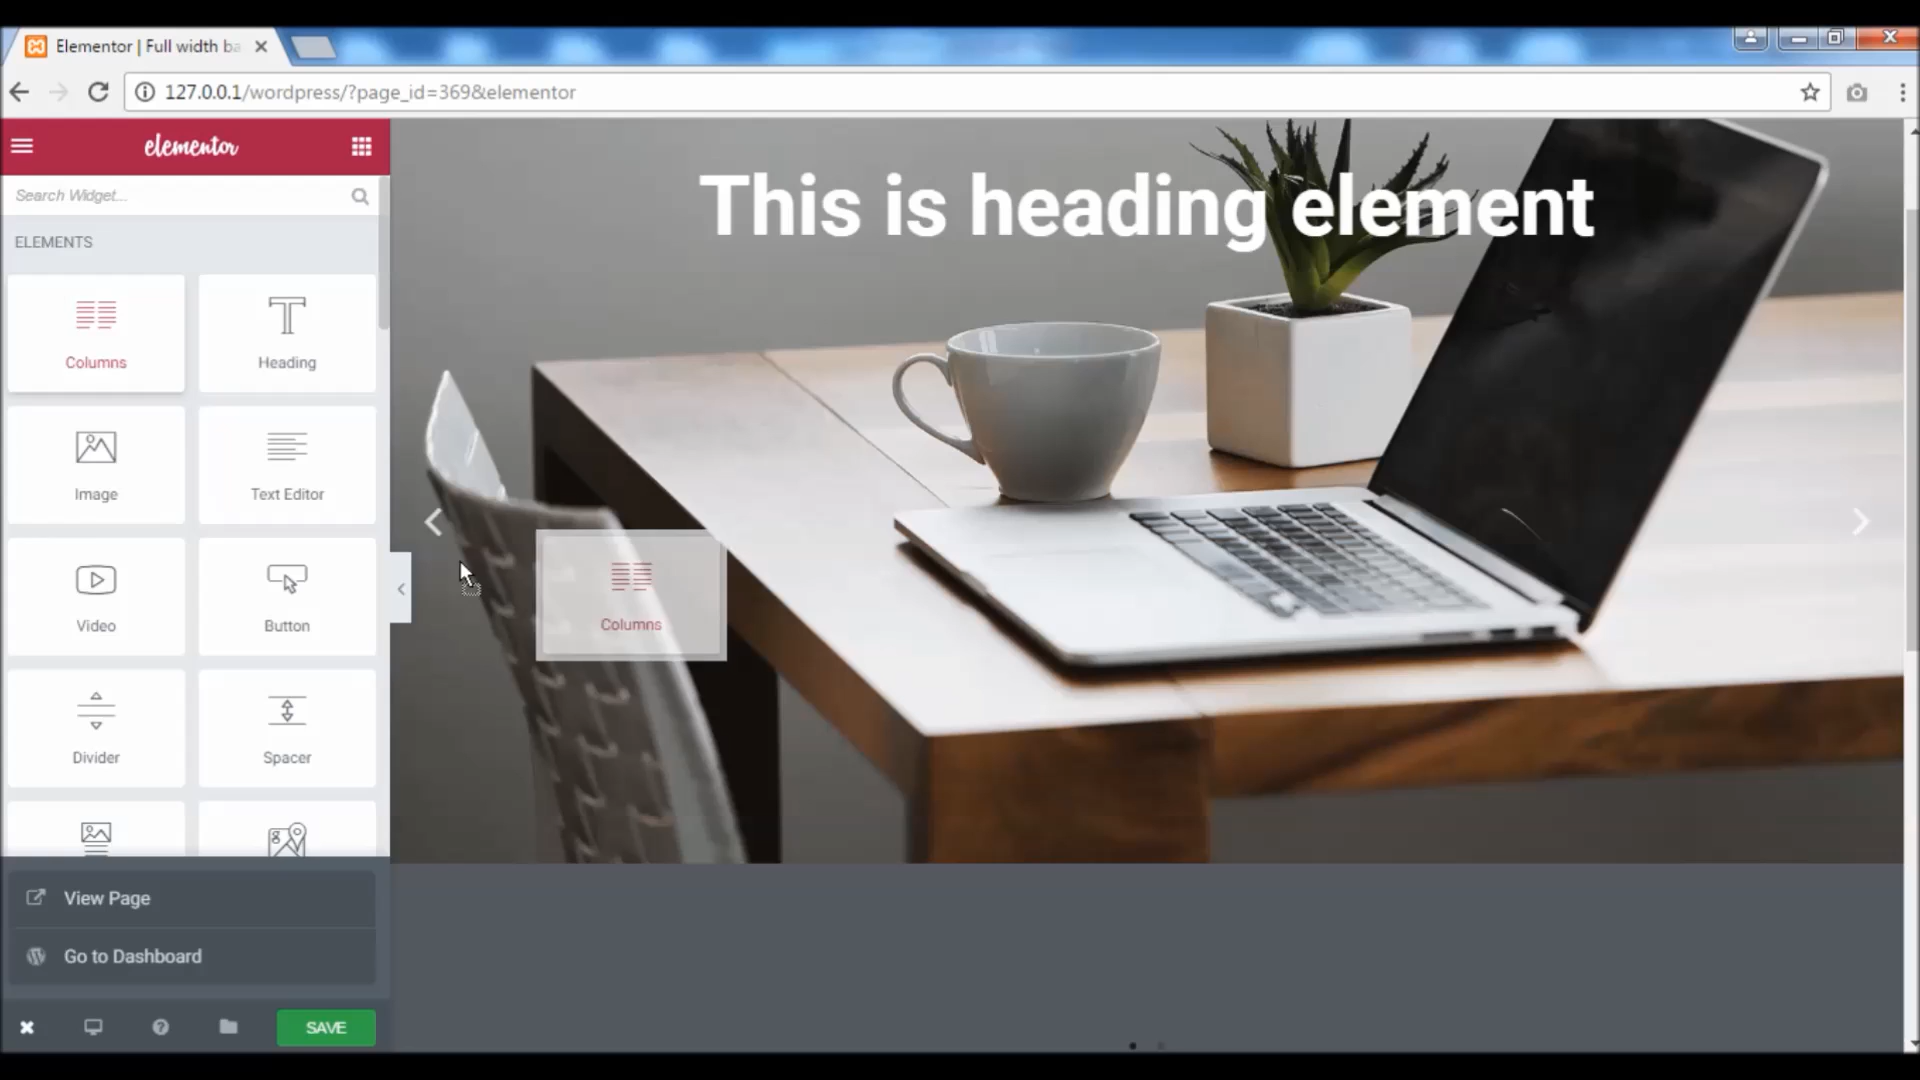 Elementor | Full width ba
127.0.0.1/wordpress/?page_id=369&elementor
elementor
Search Widget...
ELEMENTS
Columns
Heading
Image
Text Editor
Video
Button
Divider
Spacer
View Page
Go to Dashboard
SAVE
This is heading element
Columns